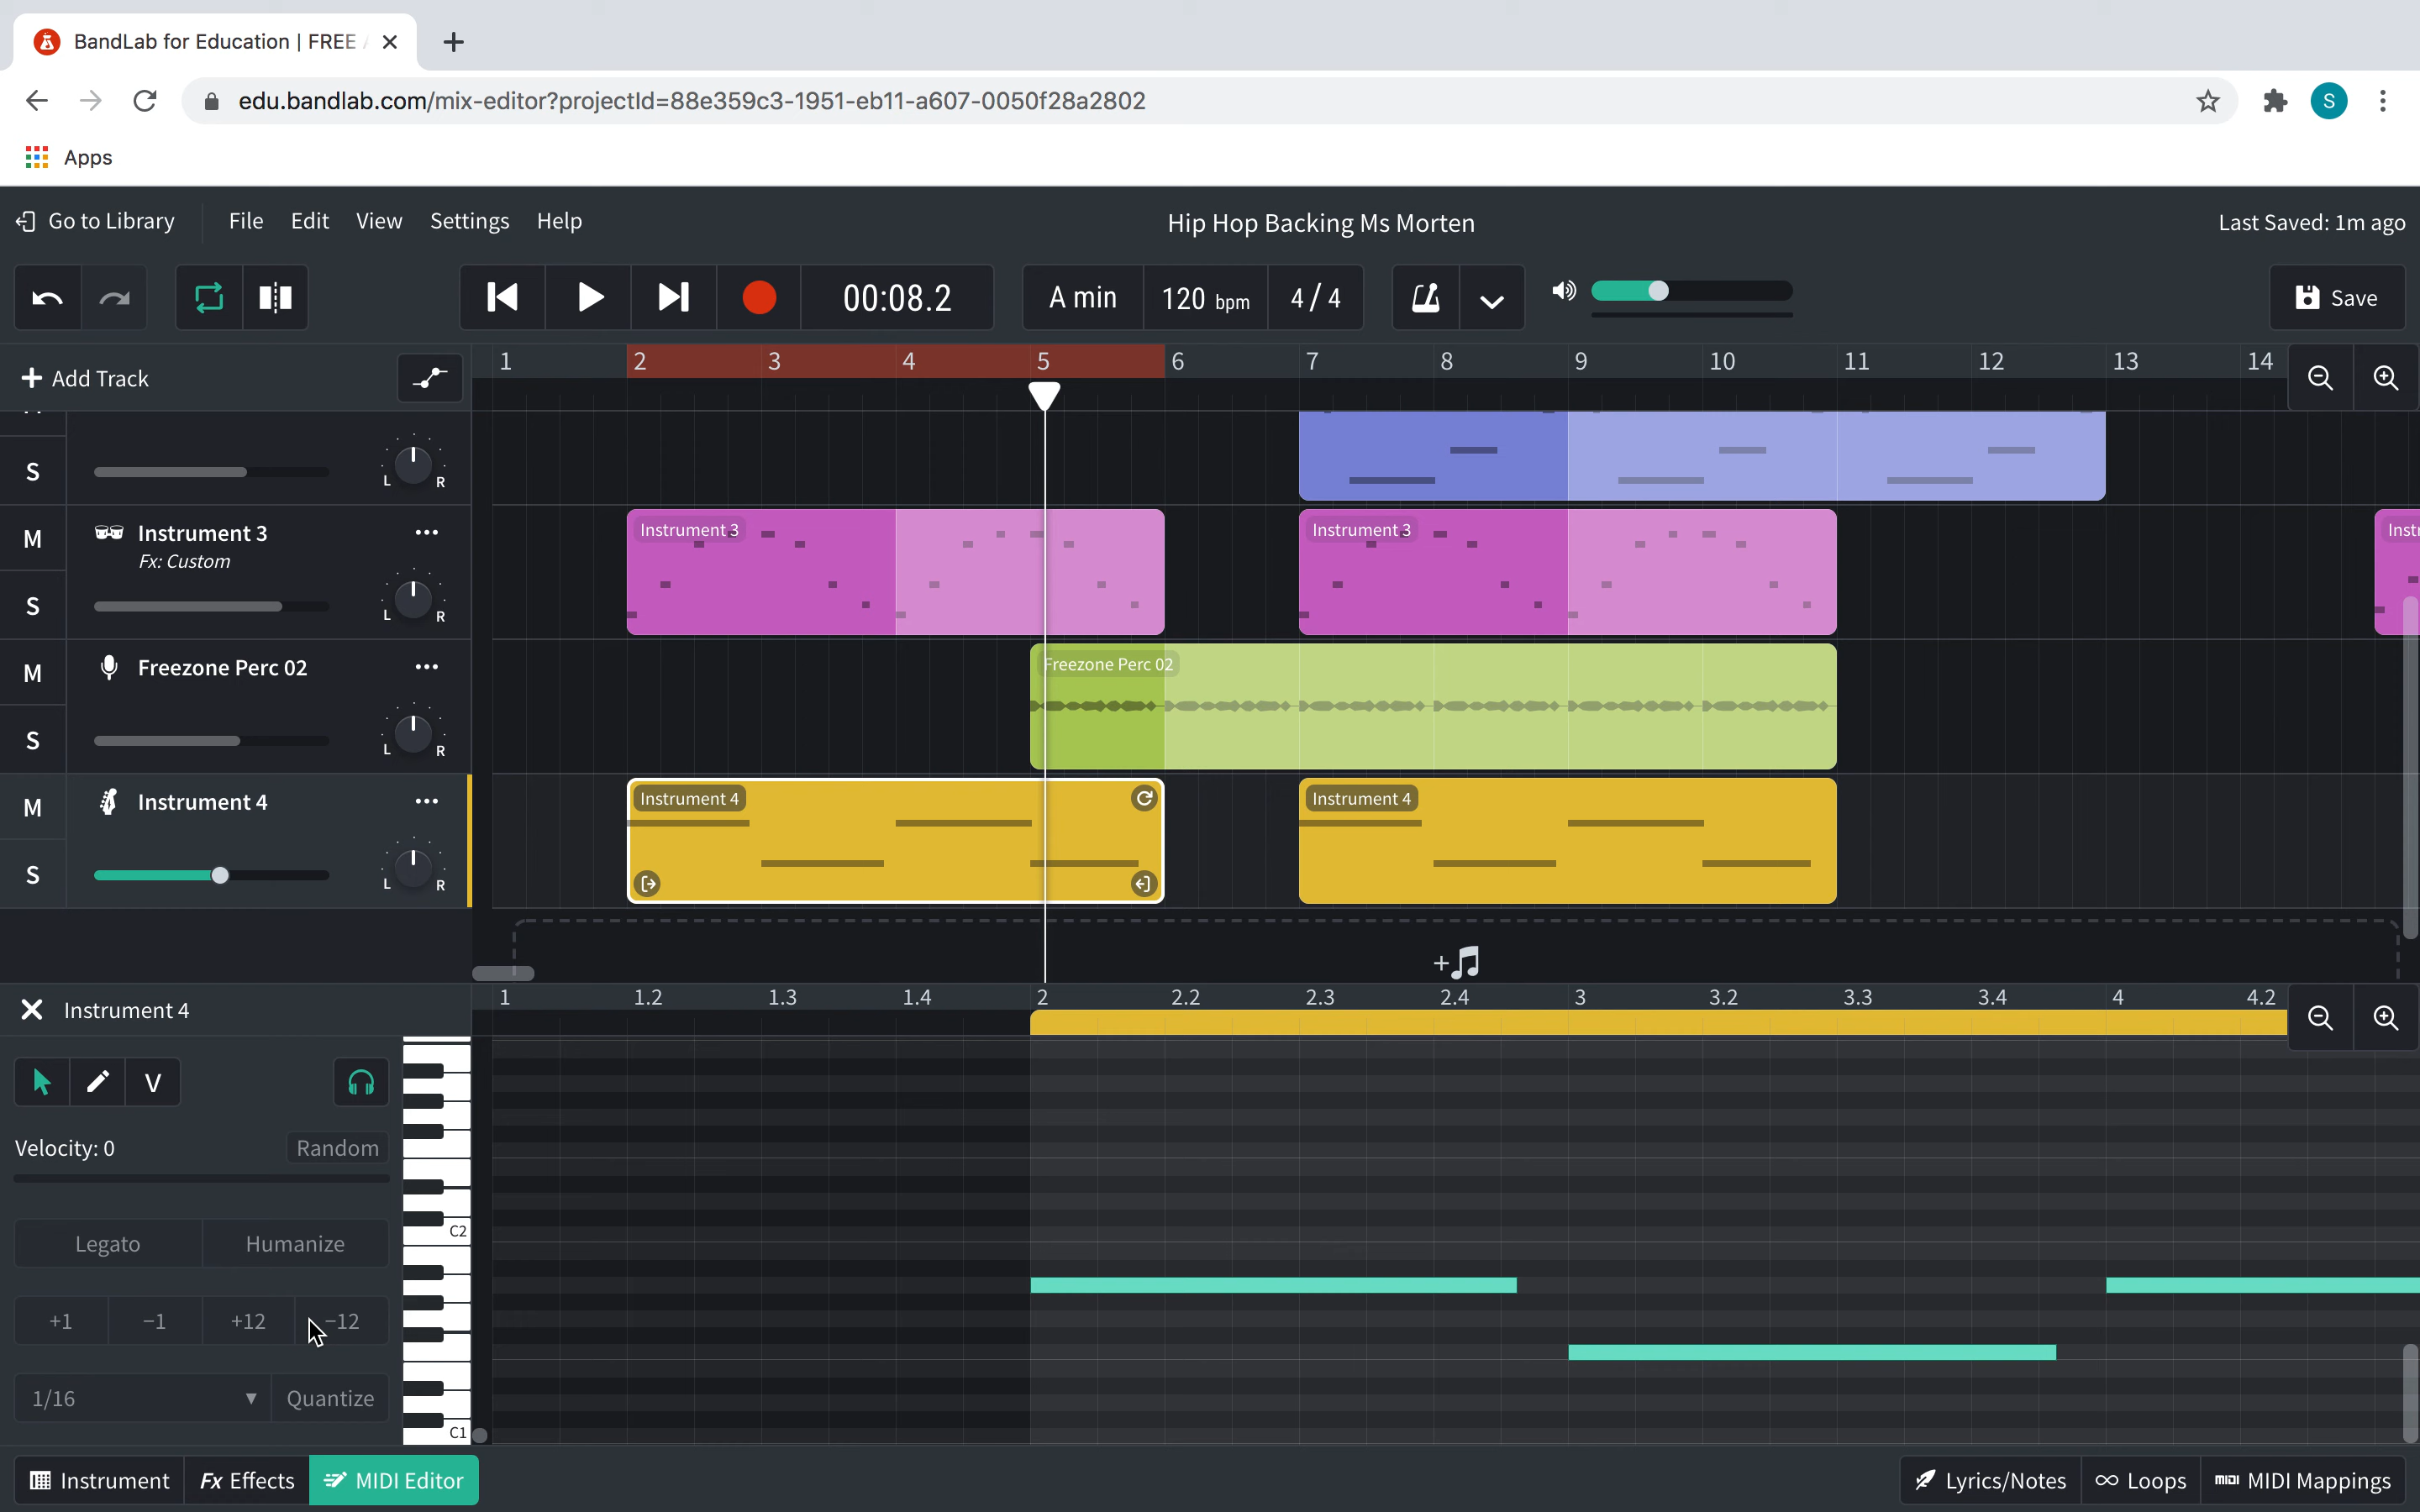 BandLab for Education | FREE
edu.bandlab.com/mix-editor?projectId=88e359c3-1951-eb11-a607-0050f28a2802
S
Apps
Go to Library File Edit View Settings Help
Hip Hop Backing Ms Morten
Last Saved: 1m ago
00:08.2
A min 120 bpm 4/4
Save
Add Track
1 2 3 4 5 6 7 8 9 10 11 12 13 14
S
L R
M
Instrument 3
Fx: Custom
S
L R
Instrument 3
Instrument 3
Inst
M
Freezone Perc 02
S
L R
Freezone Perc 02
M
Instrument 4
S
L R
Instrument 4
Instrument 4
Instrument 4
1 1.2 1.3 1.4 2 2.2 2.3 2.4 3 3.2 3.3 3.4 4 4.2
V
Velocity: 0
Random
Legato Humanize
+1 −1 +12 −12
1/16 Quantize
C2
C1
Instrument
Fx Effects
MIDI Editor
Lyrics/Notes
Loops
MIDI MIDI Mappings